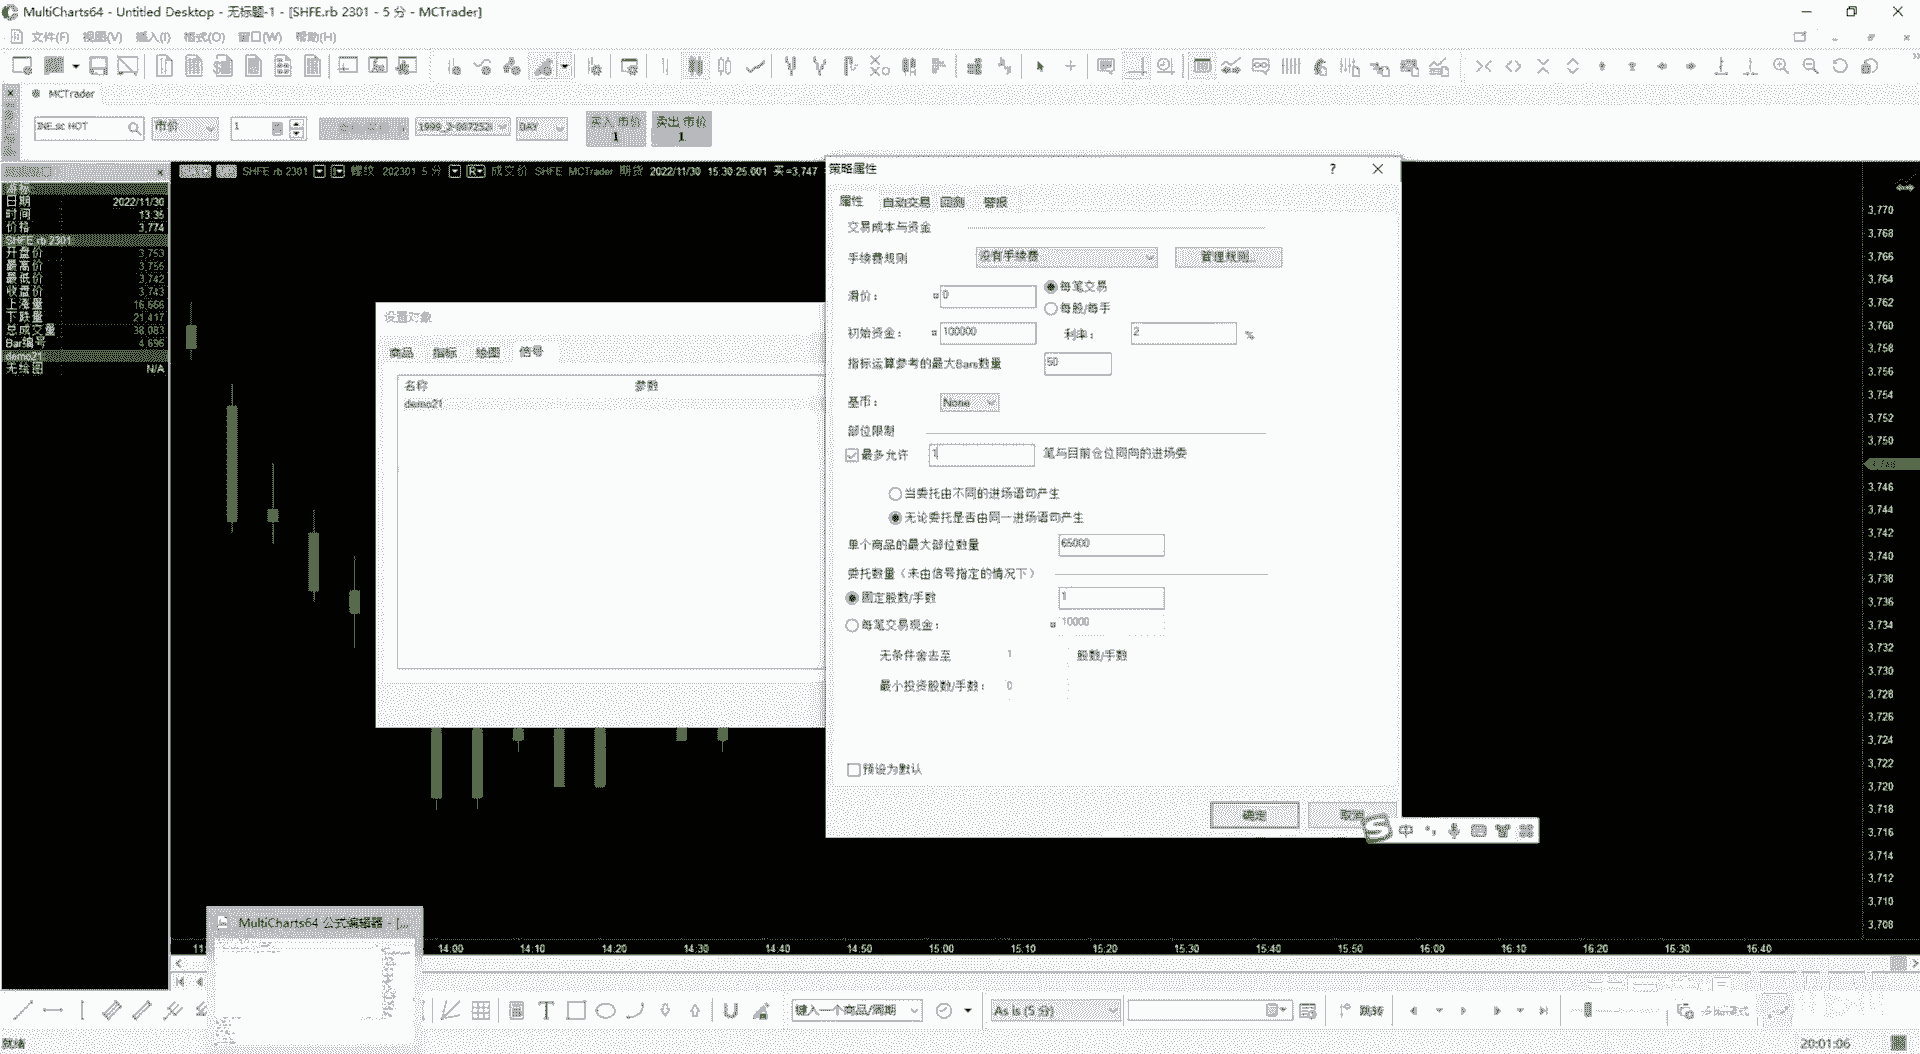 MultiCharts64 - Untitled Desktop - 无标题-1 - [SHFE.rb 2301 - 5 分 - MCTrader]
文件(F) 视图(V) 插入(I) 格式(O) 窗口(W) 帮助(H)
MCTrader
INE.sc HOT 市价 1 DAY 买入 市价 1 卖出 市价 1
SHFE rb 2301 螺纹 202301 5 分 成交价 SHFE MCTrader 期货 2022/11/30 15:30:25.001 买=3,747
日期 2022/11/30
时间 13:35
价格 3,774
SHFE rb 2301
开盘价 3,753
最高价 3,755
最低价 3,742
收盘价 3,743
上涨量 16,666
下跌量 21,417
总成交量 38,083
Bar编号 4,696
demo21
无绘图 N/A
设置对象
商品 指标 绘图 信号
名称 参数
demo21
策略属性
属性 自动交易 回测 警报
交易成本与资金
手续费规则 没有手续费 管理规则...
滑价: 0 每笔交易
每股/每手
初始资金: 100000 利率: 2 %
指标运算参考的最大Bars数量 50
基币: None
部位限制
最多允许 1 笔与目前仓位同向的进场委
当委托由不同的进场语句产生
无论委托是否由同一进场语句产生
单个商品的最大部位数量 65000
委托数量(未由信号指定的情况下)
固定股数/手数 1
每笔交易现金: 10000
无条件舍去至 1 股数/手数
最小投资股数/手数: 0
预设为默认
确定 取消
中
3,770
3,768
3,766
3,764
3,762
3,760
3,758
3,756
3,754
3,752
3,750
3,746
3,744
3,742
3,740
3,738
3,736
3,734
3,732
3,730
3,728
3,726
3,724
3,722
3,720
3,718
3,716
3,714
3,712
3,710
3,708
MultiCharts64 公式编辑器 - [...
14:00 14:10 14:20 14:30 14:40 14:50 15:00 15:10 15:20 15:30 15:40 15:50 16:00 16:10 16:20 16:30 16:40
键入一个商品/周期 As is (5 分) 跳转
就绪 20:01:06